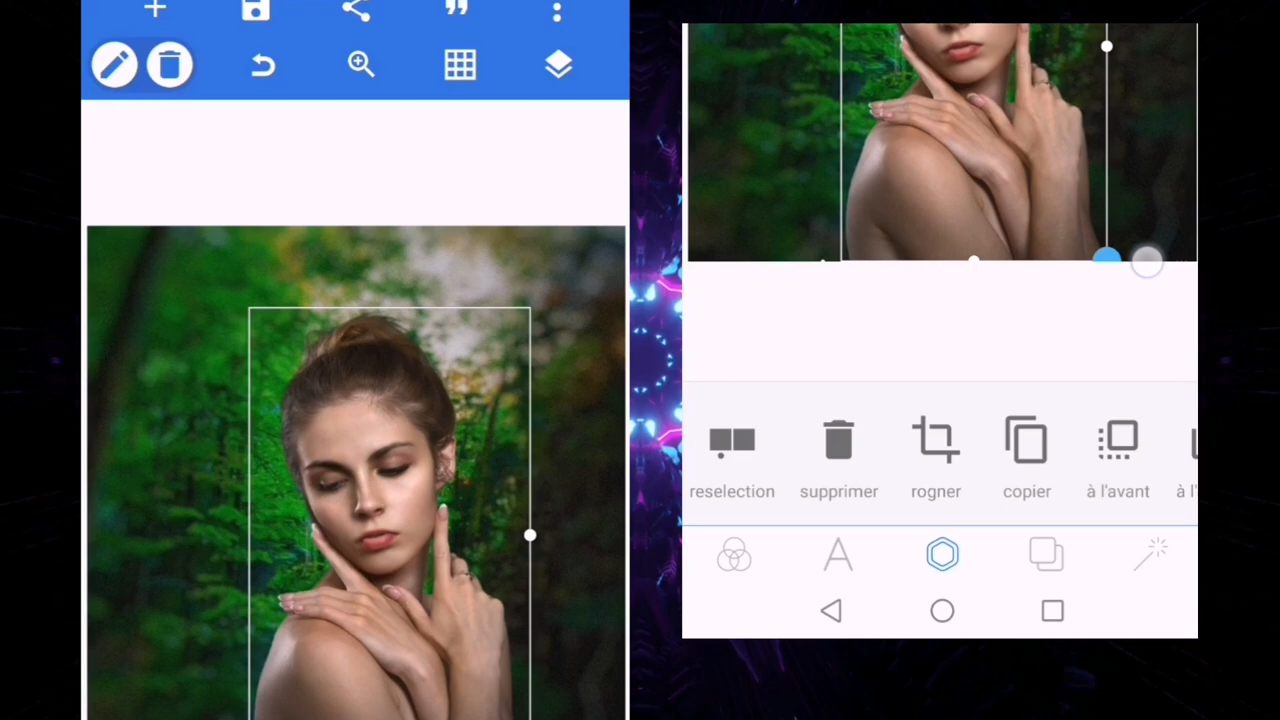 reselection supprimer rogner copier à l'avant à l'